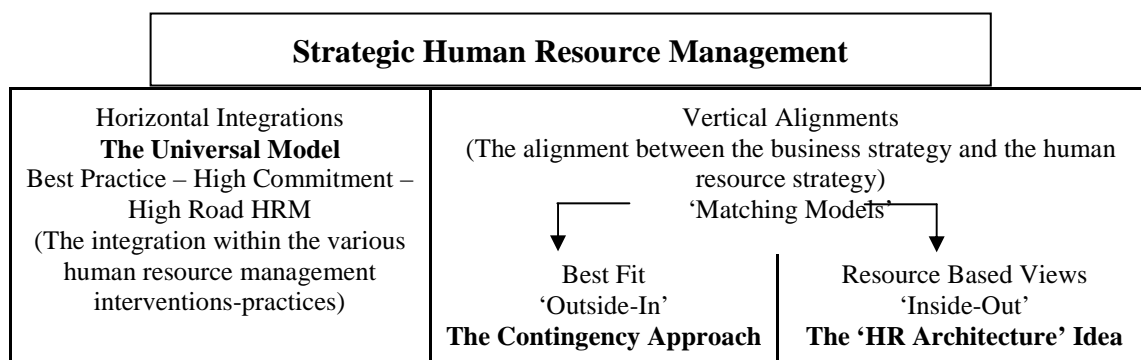 Strategic Human Resource Management
Horizontal Integrations
The Universal Model
Best Practice – High Commitment –
High Road HRM
(The integration within the various
human resource management
interventions-practices)
Vertical Alignments
(The alignment between the business strategy and the human
resource strategy)
‘Matching Models’
Best Fit
‘Outside-In’
The Contingency Approach
Resource Based Views
‘Inside-Out’
The ‘HR Architecture’ Idea